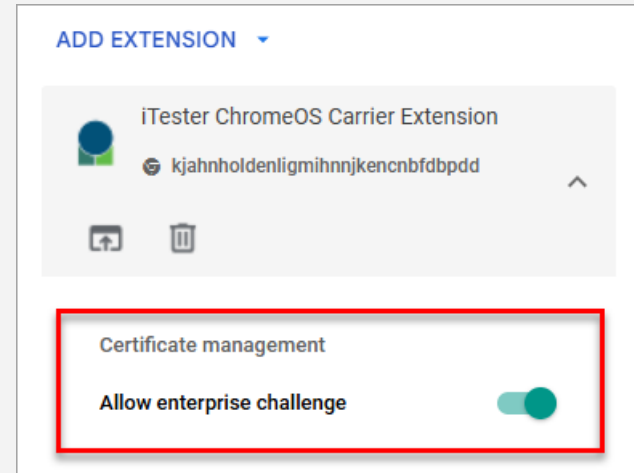 ADD EXTENSION
iTester ChromeOS Carrier Extension
kjahnholdenligmihnnjkencnbfdbpdd
Certificate management
Allow enterprise challenge